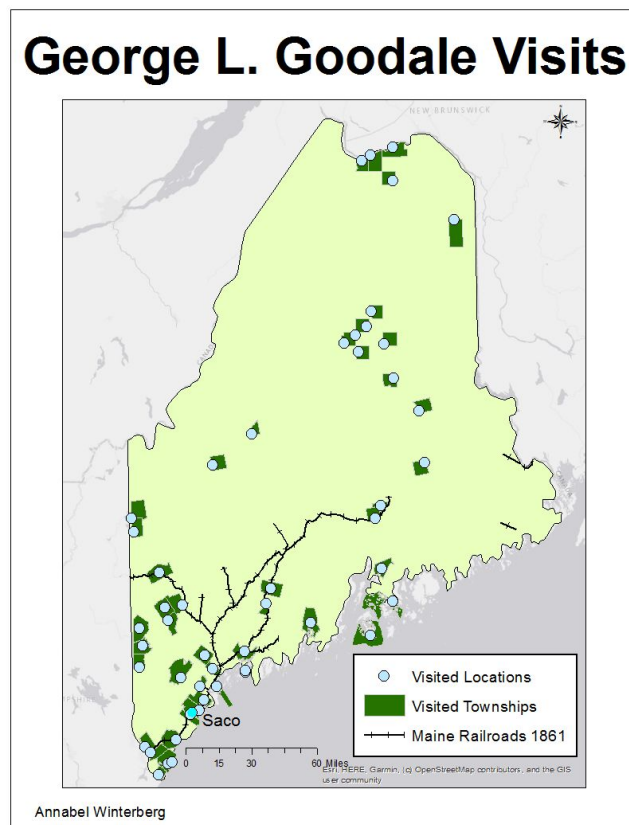 George L. Goodale Visits
NEW BRUNSWICK
Visited Locations
Visited Townships
Maine Railroads 1861
Saco
0 15 30 60 Miles
Esri, HERE, Garmin, (c) OpenStreetMap contributors, and the GIS
user community
Annabel Winterberg